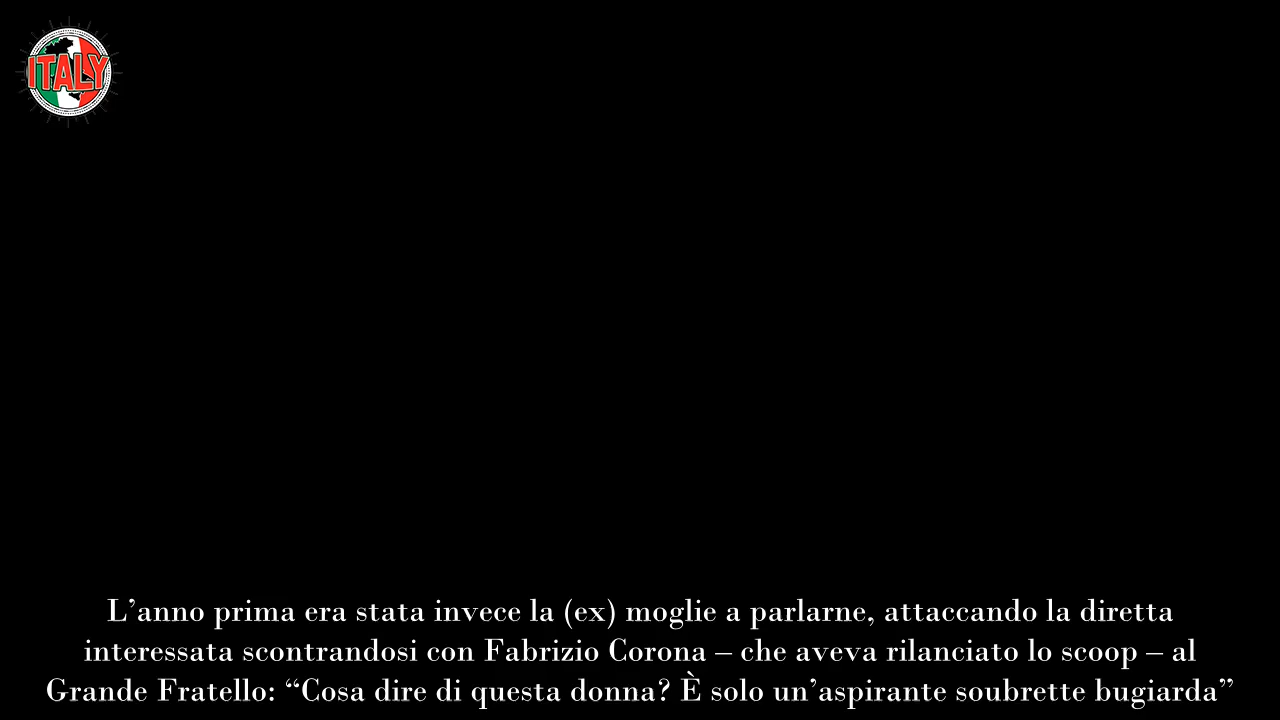 ITALY
L’anno prima era stata invece la (ex) moglie a parlarne, attaccando la diretta
interessata scontrandosi con Fabrizio Corona – che aveva rilanciato lo scoop – al
Grande Fratello: “Cosa dire di questa donna? È solo un’aspirante soubrette bugiarda”